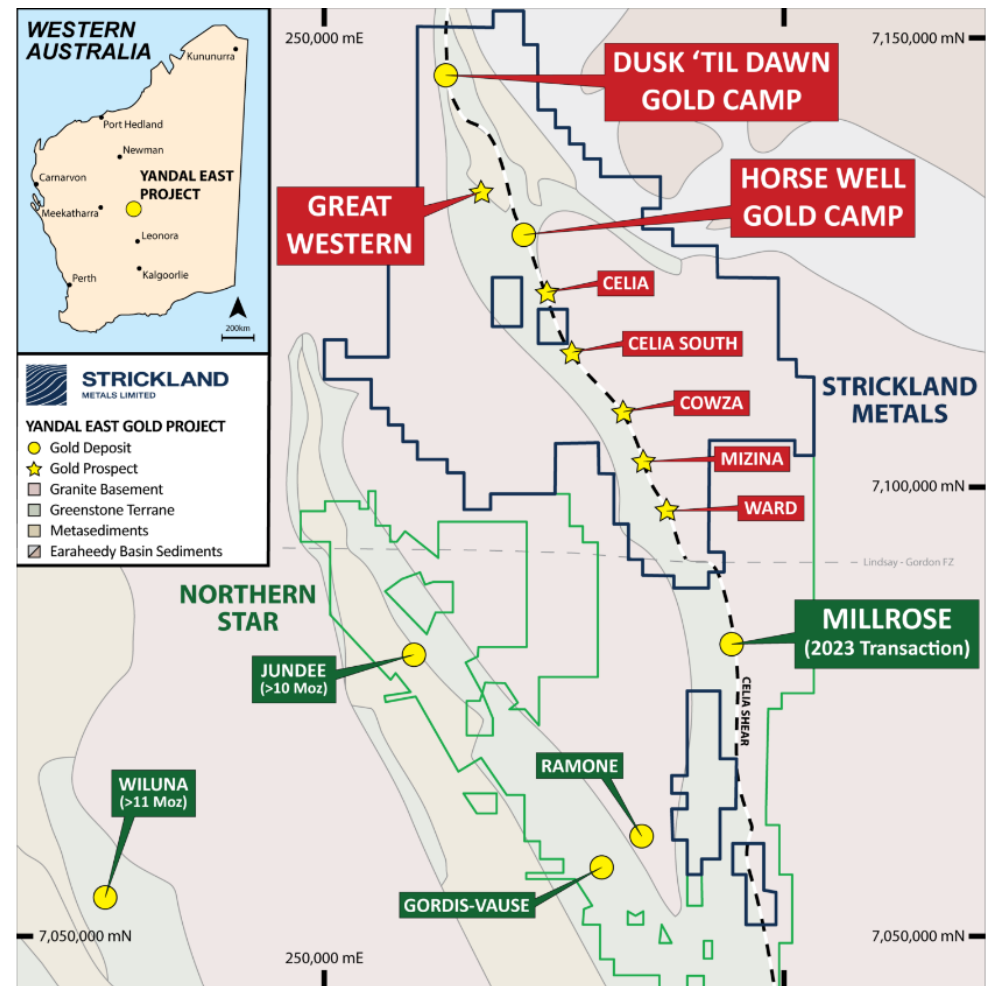 WESTERN
AUSTRALIA
Kununurra
Port Hedland
Newman
Carnarvon
YANDAL EAST
PROJECT
Meekatharra
Leonora
Kalgoorlie
Perth
200km
STRICKLAND
METALS LIMITED
YANDAL EAST GOLD PROJECT
Gold Deposit
Gold Prospect
Granite Basement
Greenstone Terrane
Metasediments
Earaheedy Basin Sediments
250,000 mE
7,150,000 mN
DUSK ‘TIL DAWN
GOLD CAMP
HORSE WELL
GOLD CAMP
GREAT
WESTERN
CELIA
CELIA SOUTH
STRICKLAND
METALS
COWZA
MIZINA
7,100,000 mN
WARD
Lindsay - Gordon FZ
NORTHERN
STAR
MILLROSE
(2023 Transaction)
JUNDEE
(>10 Moz)
CELIA SHEAR
RAMONE
WILUNA
(>11 Moz)
GORDIS-VAUSE
7,050,000 mN
7,050,000 mN
250,000 mE